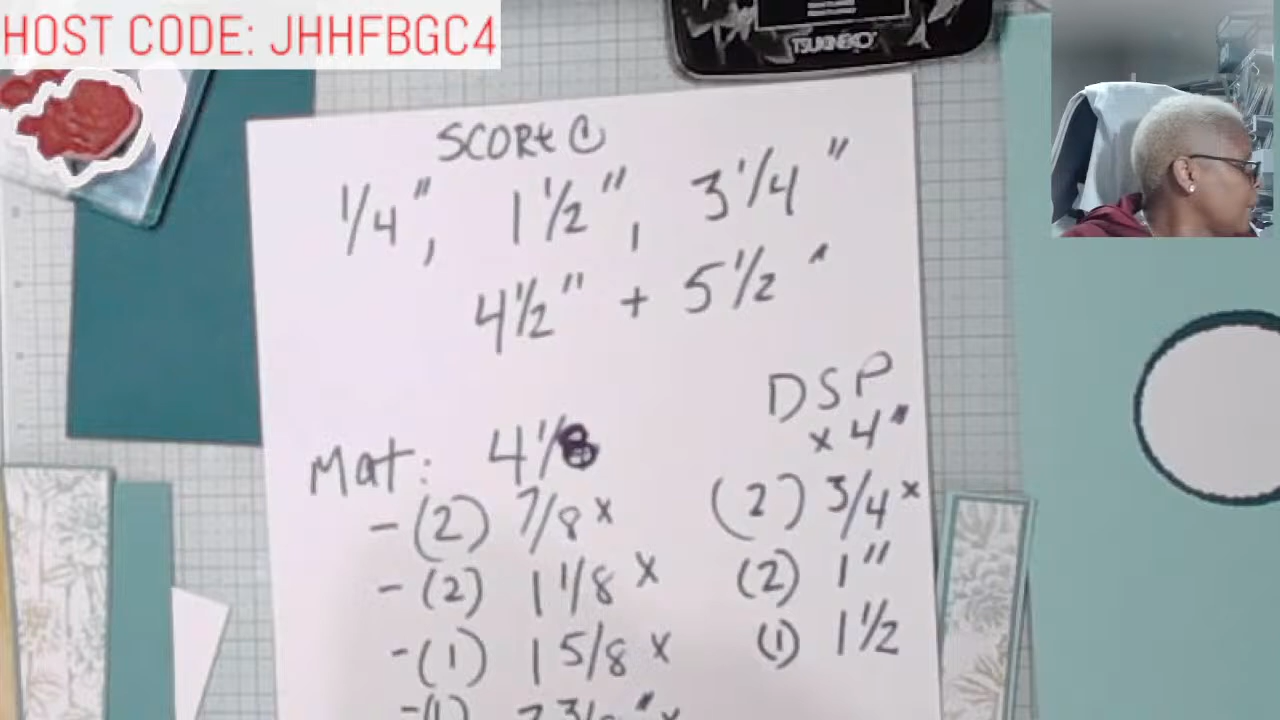 HOST CODE: JHHFBGC4
TSUKINEKO
SCORE @
1/4", 1 1/2", 3 1/4"
4 1/2" + 5 1/2"
DSP
x 4"
Mat: 4 1/8
- (2) 7/8 x
(2) 3/4 x
- (2) 1 1/8 x
(2) 1"
- (1) 1 5/8 x
(1) 1 1/2